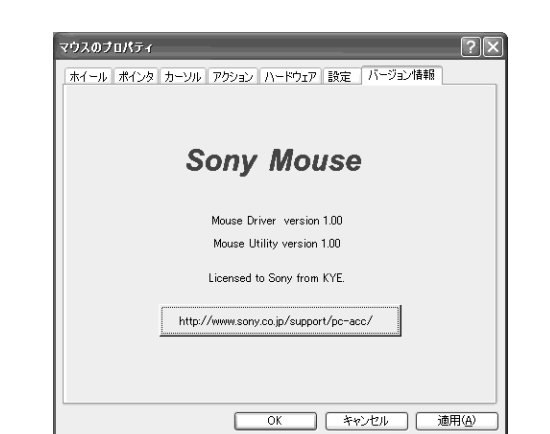 マウスのプロパティ
ホイール ポインタ カーソル アクション ハードウェア 設定 バージョン情報
Sony Mouse
Mouse Driver version 1.00
Mouse Utility version 1.00
Licensed to Sony from KYE.
http://www.sony.co.jp/support/pc-acc/
OK キャンセル 適用(A)